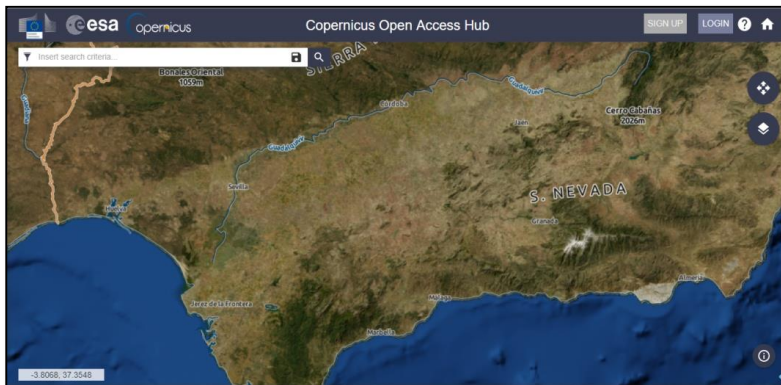 esa
opernicus
Copernicus Open Access Hub
SIGN UP
LOGIN
Insert search criteria...
SIERRA
Bonales Oriental
1059m
Guadalquivir
Córdoba
Jaén
Cerro Cabañas
2026m
Guadalquivir
Sevilla
S. NEVADA
Huelva
Granada
Almería
Jerez de la Frontera
Málaga
Marbella
-3.8068, 37.3548